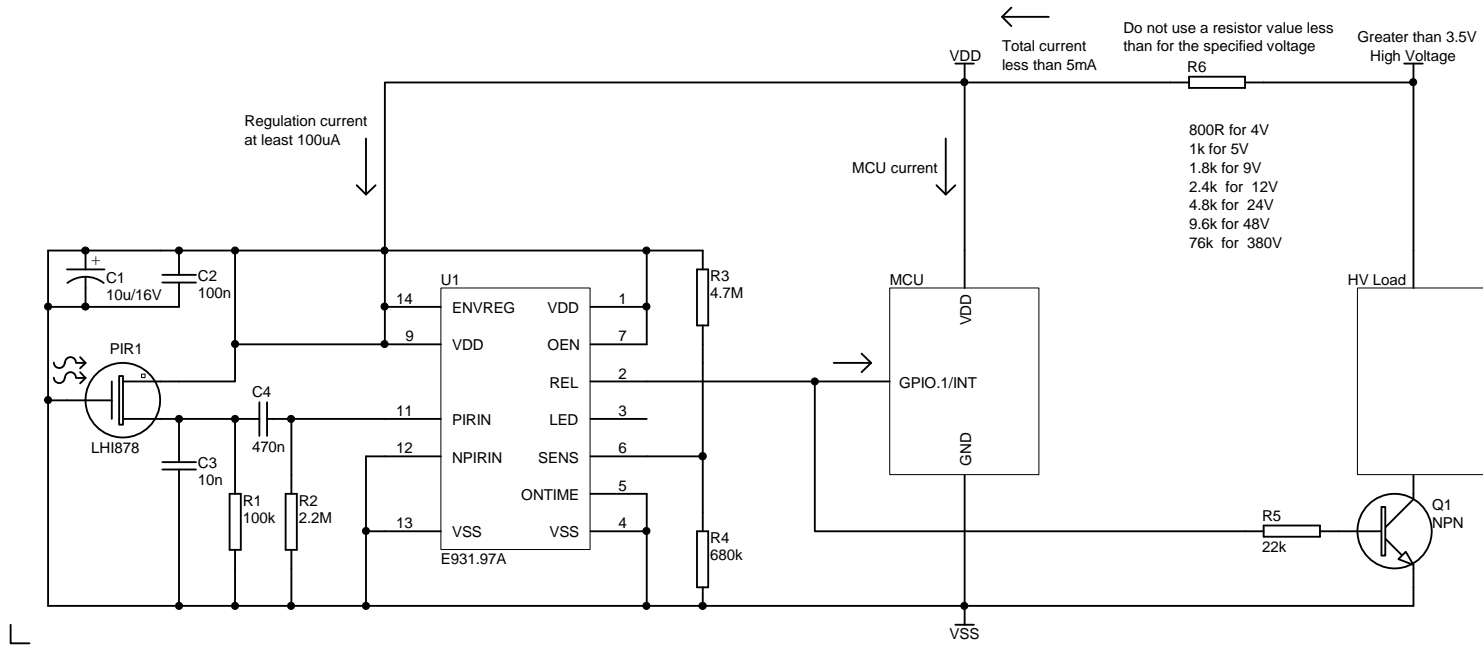 Total current
less than 5mA
Do not use a resistor value less
than for the specified voltage
Greater than 3.5V
High Voltage
VDD
R6
Regulation current
at least 100uA
MCU current
800R for 4V
1k for 5V
1.8k for 9V
2.4k for 12V
4.8k for 24V
9.6k for 48V
76k for 380V
+
C1
10u/16V
C2
100n
U1
R3
4.7M
MCU
HV Load
14
ENVREG
VDD
1
9
VDD
OEN
7
VDD
PIR1
REL
2
GPIO.1/INT
C4
470n
11
PIRIN
LED
3
LHI878
12
NPIRIN
SENS
6
GND
C3
10n
ONTIME
5
R1
100k
R2
2.2M
13
VSS
VSS
4
R4
680k
E931.97A
R5
22k
Q1
NPN
VSS